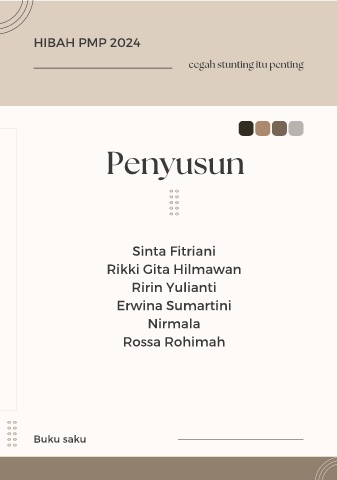 HIBAH PMP 2024
cegah stunting itu penting
Penyusun
Sinta Fitriani
Rikki Gita Hilmawan
Ririn Yulianti
Erwina Sumartini
Nirmala
Rossa Rohimah
Buku saku